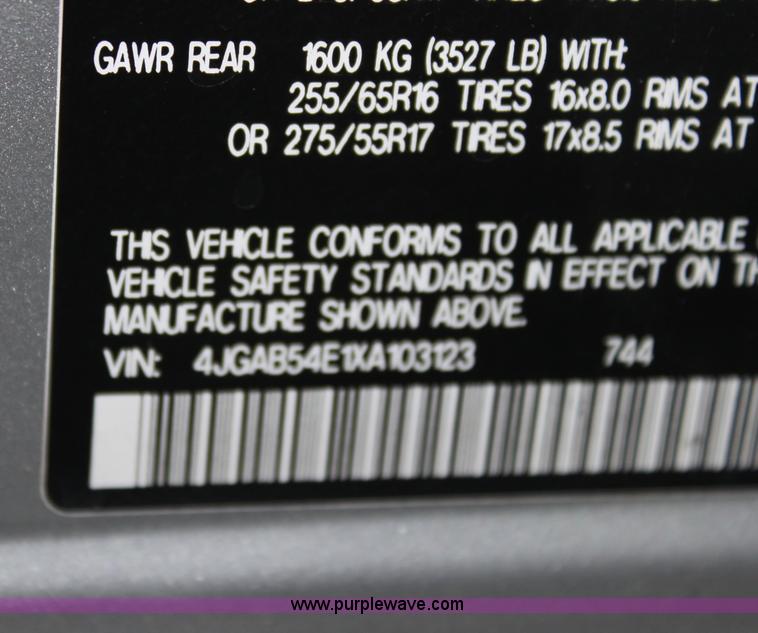 GAWR REAR 1600 KG (3527 LB) WITH:
255/65R16 TIRES 16x8.0 RIMS AT
OR 275/55R17 TIRES 17x8.5 RIMS AT
THIS VEHICLE CONFORMS TO ALL APPLICABLE
VEHICLE SAFETY STANDARDS IN EFFECT ON TH
MANUFACTURE SHOWN ABOVE.
VIN: 4JGAB54E1XA103123 744
www.purplewave.com